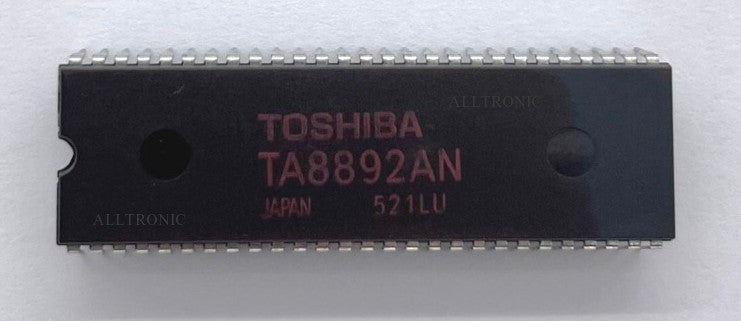 ALLTRONIC
TOSHIBA
TA8892AN
JAPAN 521LU
ALLTRONIC